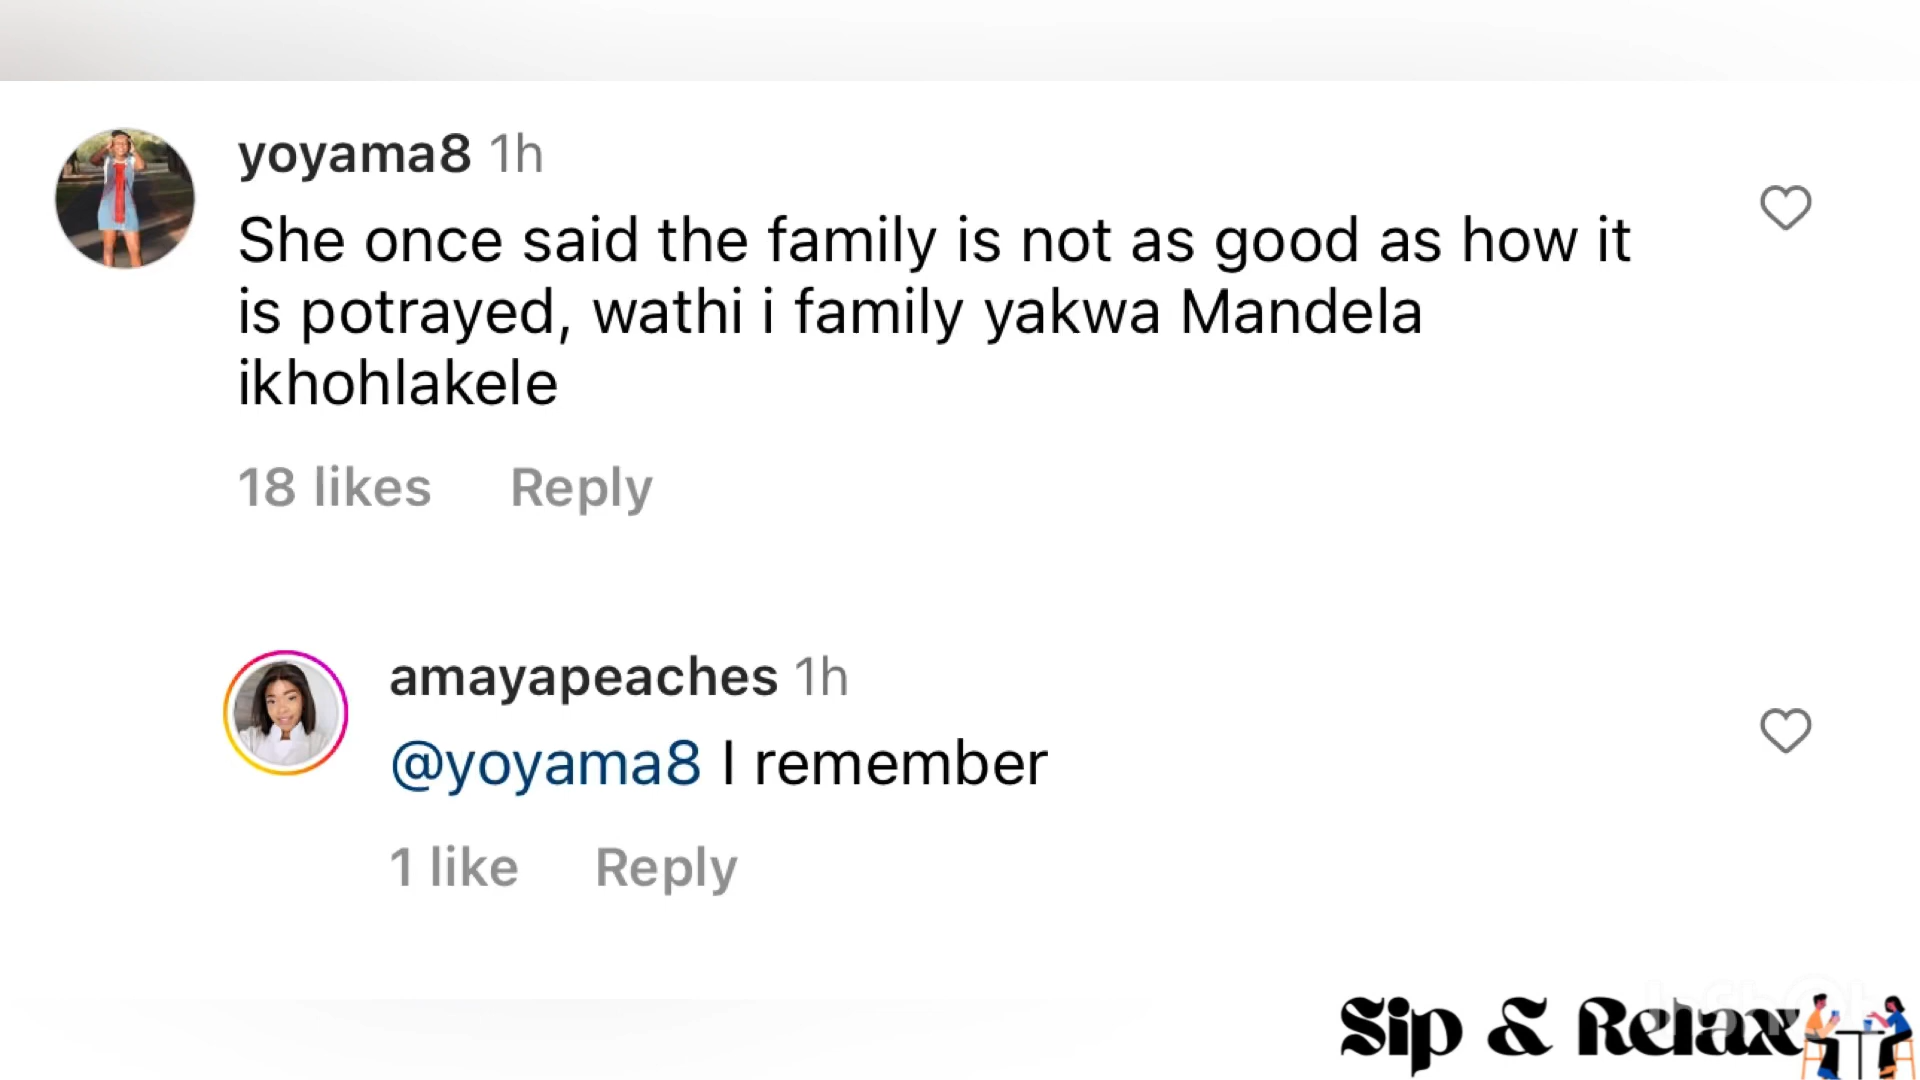 yoyama8 1h
She once said the family is not as good as how it
is potrayed, wathi i family yakwa Mandela
ikhohlakele
18 likes Reply
amayapeaches 1h
@yoyama8 I remember
1 like Reply
Sip & Relax